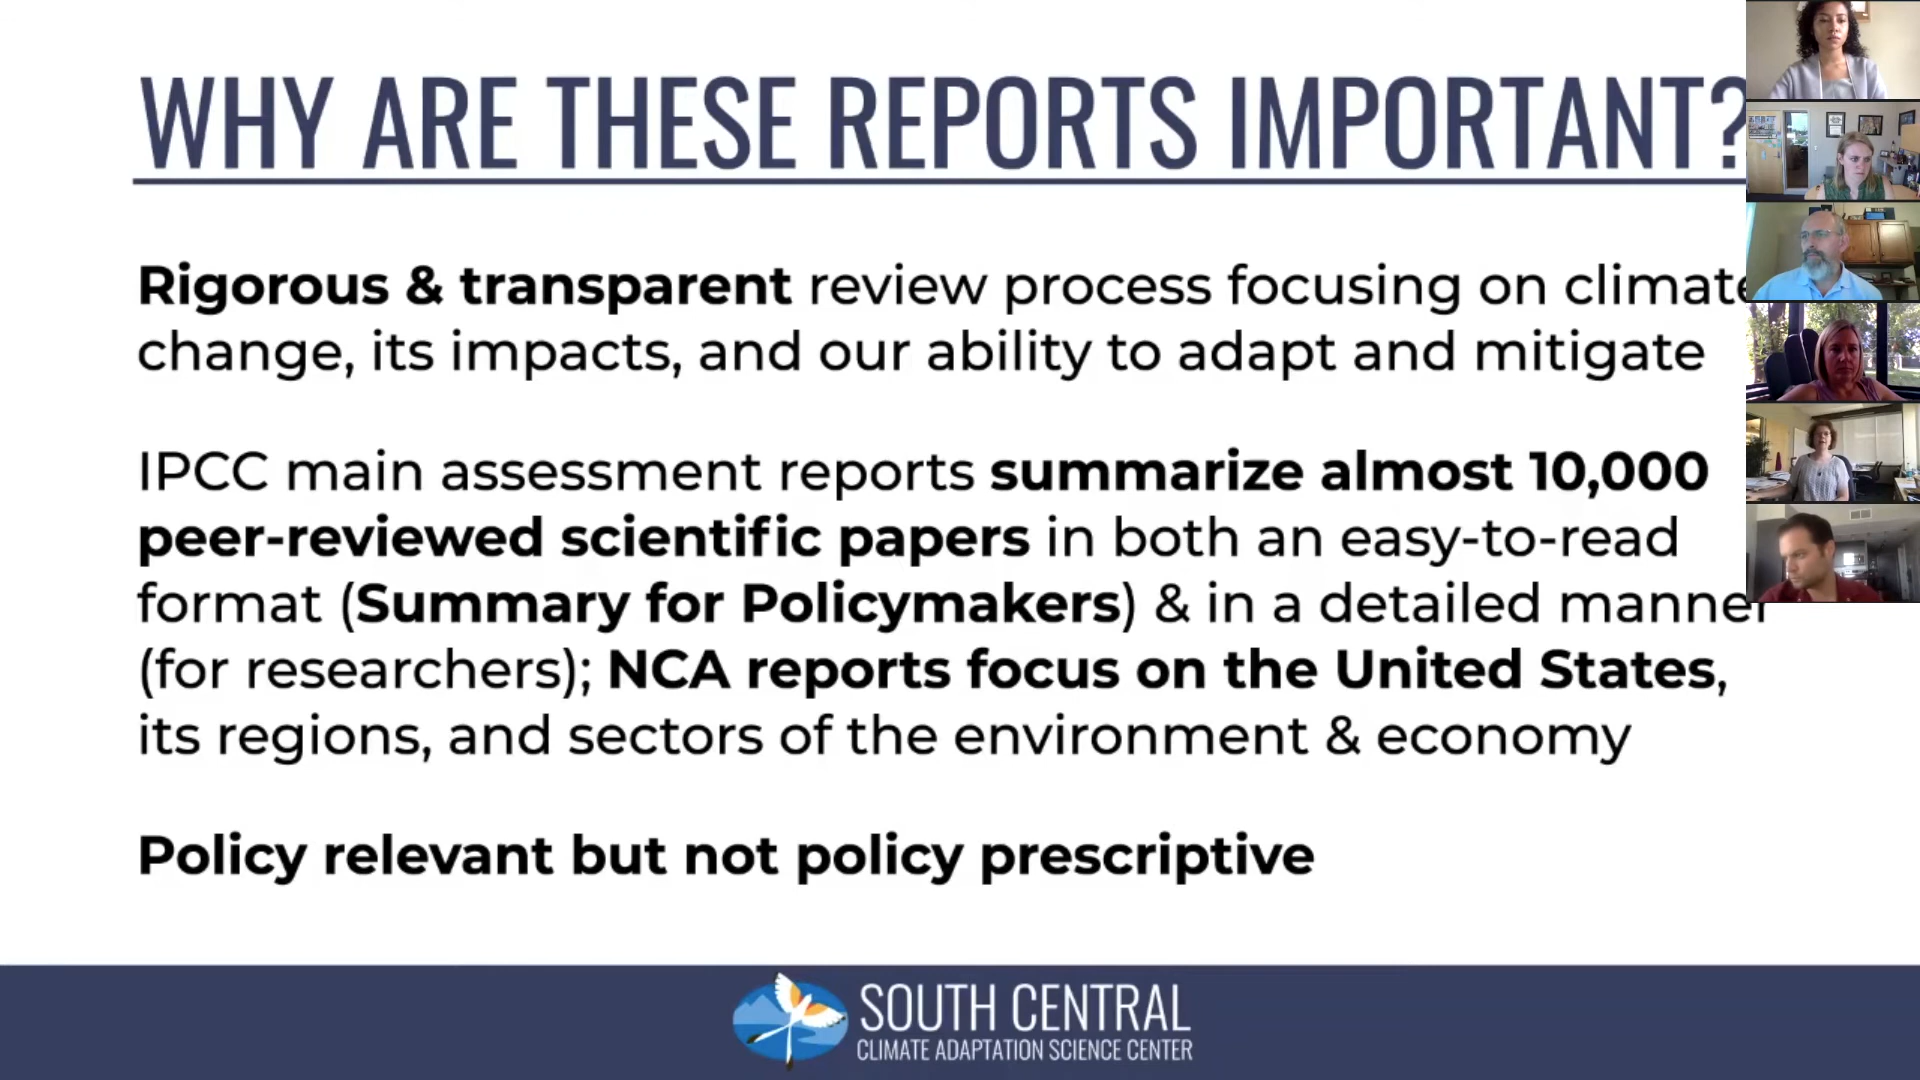 WHY ARE THESE REPORTS IMPORTANT?
Rigorous & transparent review process focusing on climate
change, its impacts, and our ability to adapt and mitigate
IPCC main assessment reports summarize almost 10,000
peer-reviewed scientific papers in both an easy-to-read
format (Summary for Policymakers) & in a detailed manner
(for researchers); NCA reports focus on the United States,
its regions, and sectors of the environment & economy
Policy relevant but not policy prescriptive
SOUTH CENTRAL
CLIMATE ADAPTATION SCIENCE CENTER